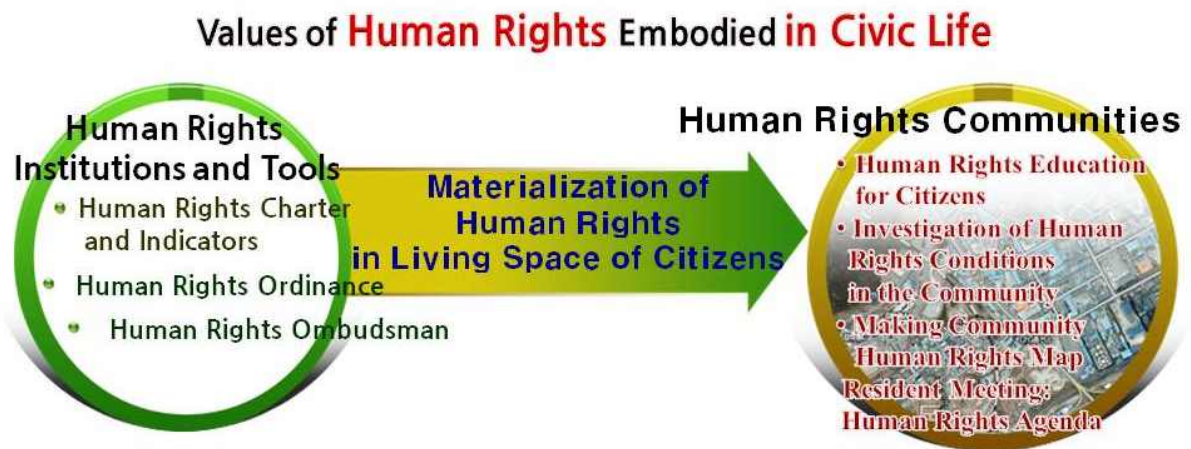 Values of Human Rights Embodied in Civic Life
Human Rights
Institutions and Tools
• Human Rights Charter
and Indicators
• Human Rights Ordinance
• Human Rights Ombudsman
Materialization of
Human Rights
in Living Space of Citizens
Human Rights Communities
• Human Rights Education
for Citizens
• Investigation of Human
Rights Conditions
in the Community
• Making Community
Human Rights Map
Resident Meeting:
Human Rights Agenda